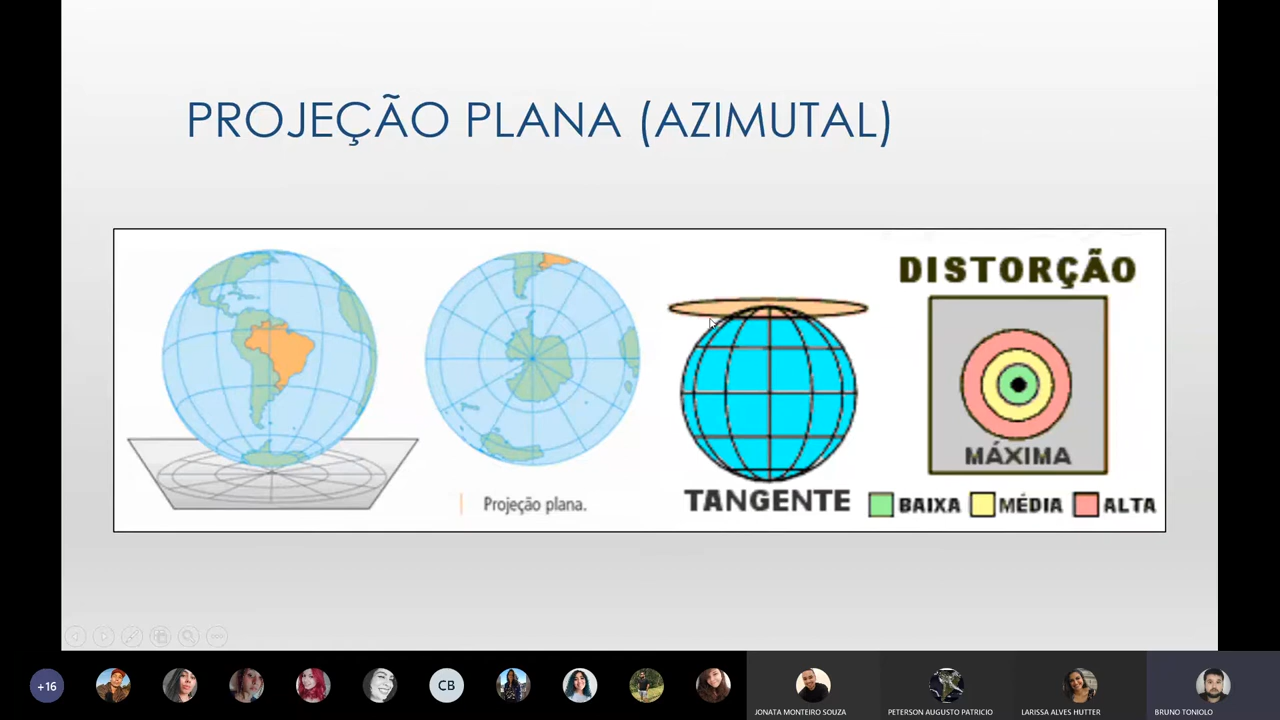 PROJEÇÃO PLANA (AZIMUTAL)
DISTORÇÃO
MÁXIMA
Projeção plana.
TANGENTE
BAIXA MÉDIA ALTA
+16
CB
JONATA MONTEIRO SOUZA
PETERSON AUGUSTO PATRICIO
LARISSA ALVES HUTTER
BRUNO TONIOLO